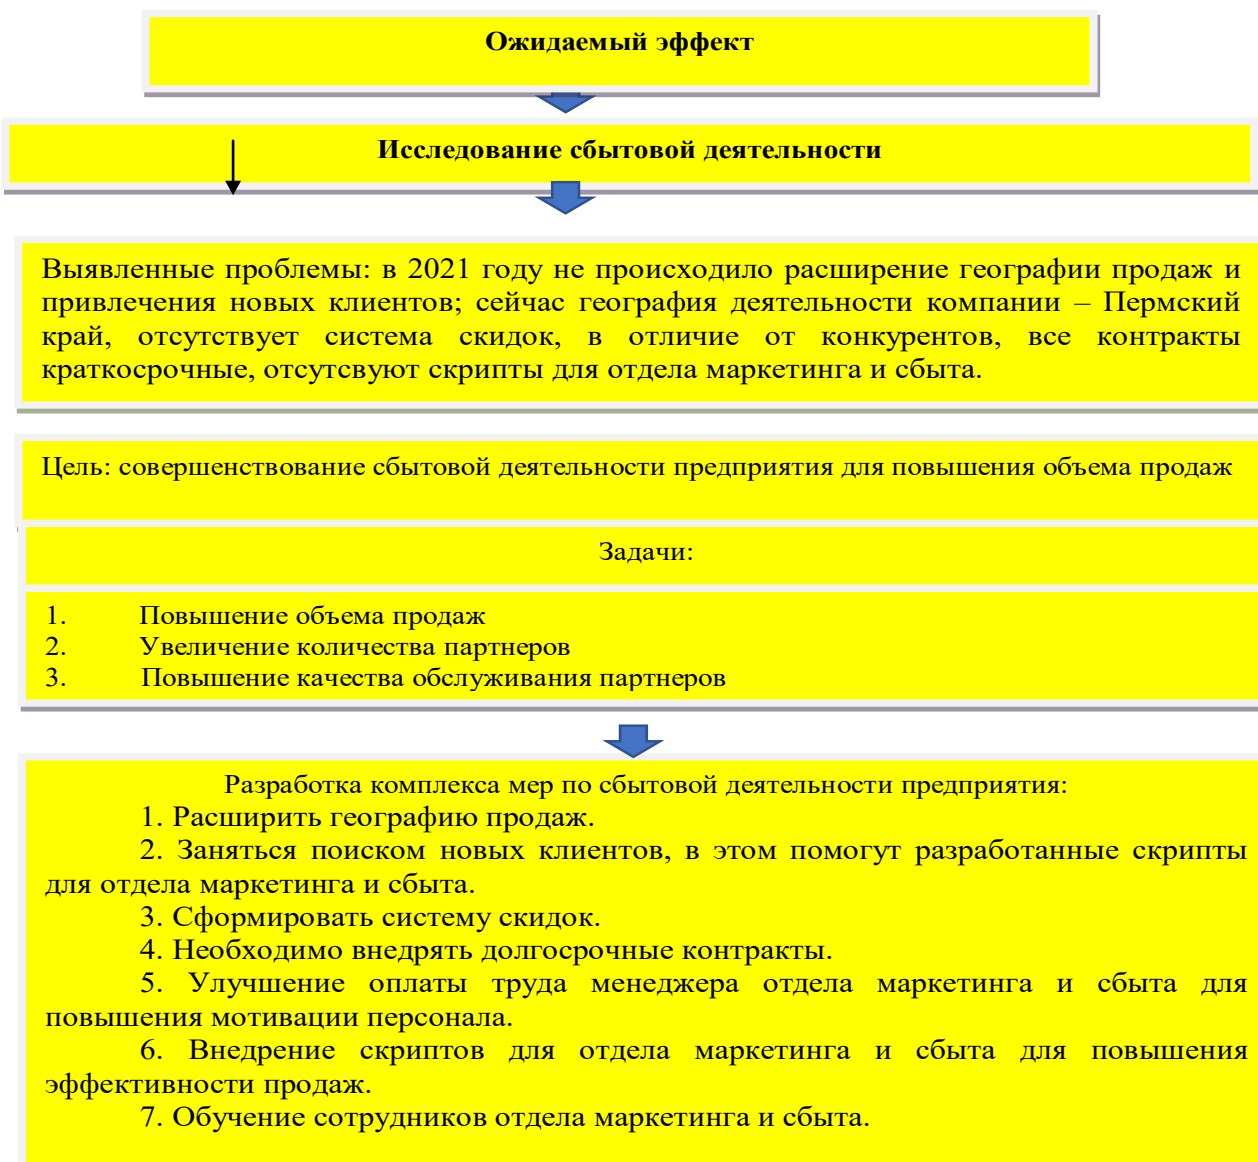 Ожидаемый эффект
Исследование сбытовой деятельности
Выявленные проблемы: в 2021 году не происходило расширение географии продаж и
привлечения новых клиентов; сейчас география деятельности компании – Пермский
край, отсутствует система скидок, в отличие от конкурентов, все контракты
краткосрочные, отсутсвуют скрипты для отдела маркетинга и сбыта.
Цель: совершенствование сбытовой деятельности предприятия для повышения объема продаж
Задачи:
1. Повышение объема продаж
2. Увеличение количества партнеров
3. Повышение качества обслуживания партнеров
Разработка комплекса мер по сбытовой деятельности предприятия:
1. Расширить географию продаж.
2. Заняться поиском новых клиентов, в этом помогут разработанные скрипты
для отдела маркетинга и сбыта.
3. Сформировать систему скидок.
4. Необходимо внедрять долгосрочные контракты.
5. Улучшение оплаты труда менеджера отдела маркетинга и сбыта для
повышения мотивации персонала.
6. Внедрение скриптов для отдела маркетинга и сбыта для повышения
эффективности продаж.
7. Обучение сотрудников отдела маркетинга и сбыта.